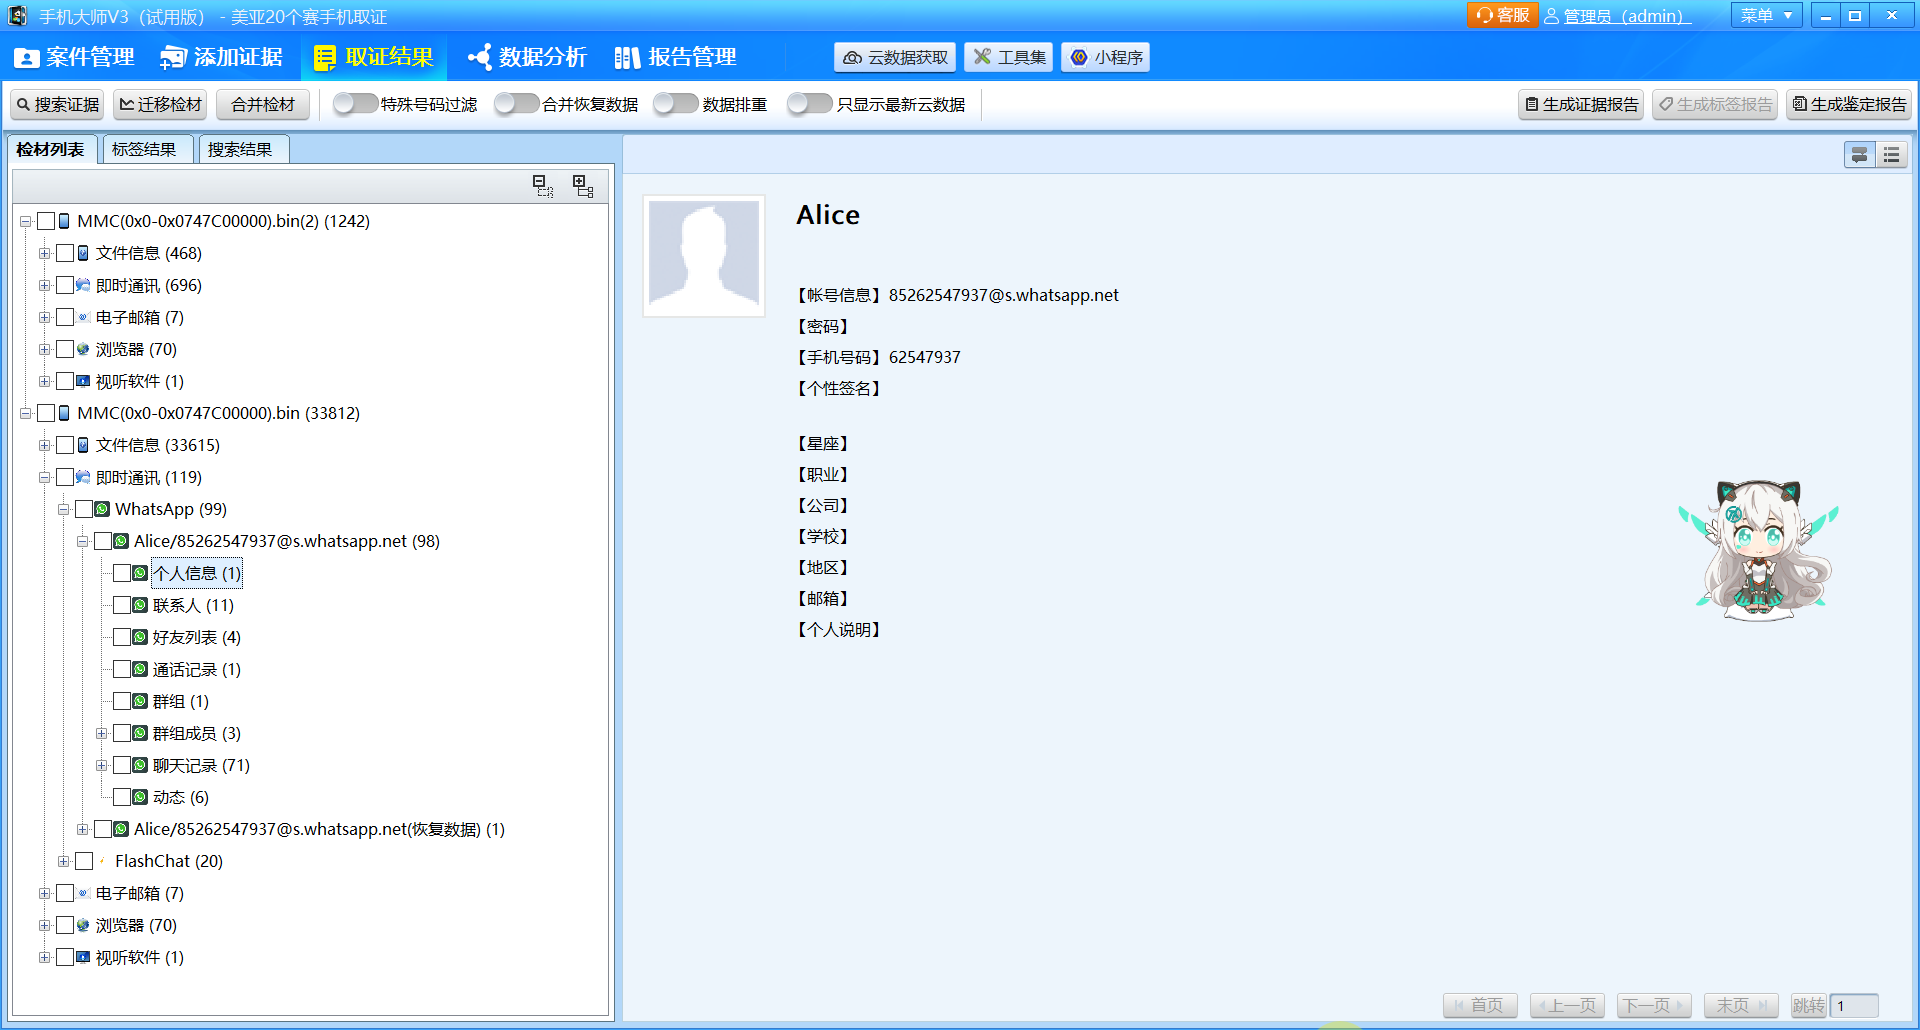 手机大师V3（试用版） - 美亚20个赛手机取证
客服 管理员（admin） 菜单
案件管理 添加证据 取证结果 数据分析 报告管理 云数据获取 工具集 小程序
搜索证据 迁移检材 合并检材 特殊号码过滤 合并恢复数据 数据排重 只显示最新云数据 生成证据报告 生成标签报告 生成鉴定报告
检材列表 标签结果 搜索结果
MMC(0x0-0x0747C00000).bin(2) (1242)
文件信息 (468)
即时通讯 (696)
电子邮箱 (7)
浏览器 (70)
视听软件 (1)
MMC(0x0-0x0747C00000).bin (33812)
文件信息 (33615)
即时通讯 (119)
WhatsApp (99)
Alice/85262547937@s.whatsapp.net (98)
个人信息 (1)
联系人 (11)
好友列表 (4)
通话记录 (1)
群组 (1)
群组成员 (3)
聊天记录 (71)
动态 (6)
Alice/85262547937@s.whatsapp.net(恢复数据) (1)
FlashChat (20)
电子邮箱 (7)
浏览器 (70)
视听软件 (1)
Alice
【帐号信息】85262547937@s.whatsapp.net
【密码】
【手机号码】62547937
【个性签名】
【星座】
【职业】
【公司】
【学校】
【地区】
【邮箱】
【个人说明】
首页 上一页 下一页 末页 跳转 1